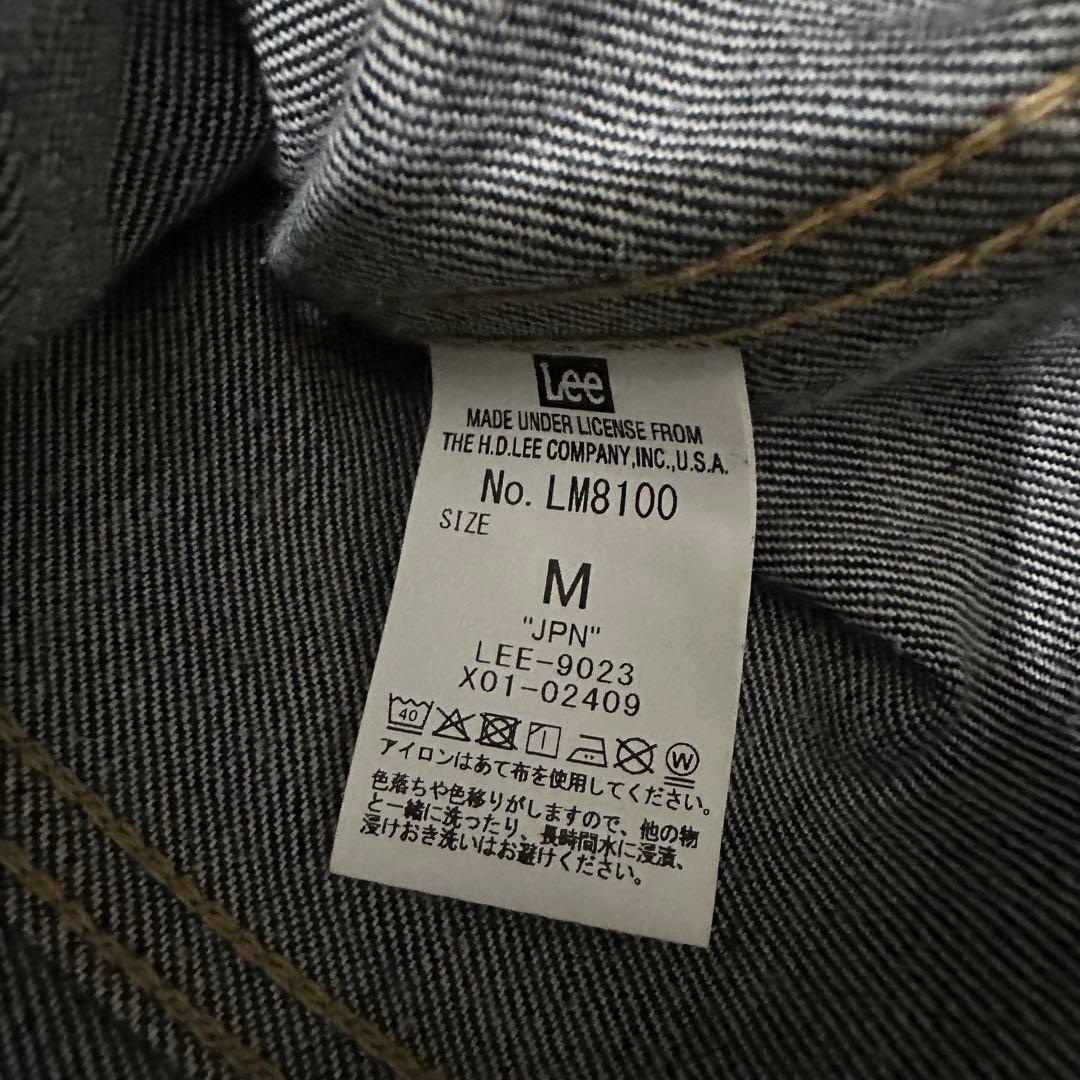 Lee
MADE UNDER LICENSE FROM
THE H.D.LEE COMPANY,INC.,U.S.A.
No. LM8100
SIZE
M
"JPN"
LEE-9023
X01-02409
40 W
アイロンはあて布を使用してください。
色落ちや色移りがしますので、他の物
と一緒に洗ったり、長時間水に浸漬、
浸けおき洗いはお避けください。